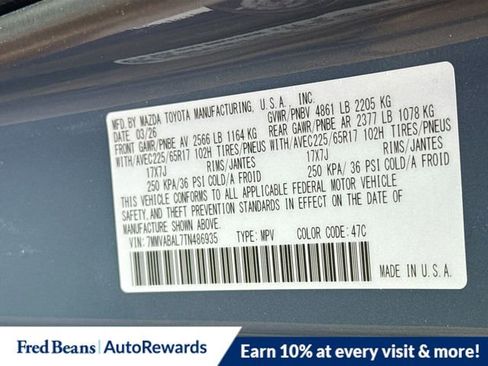 MFD. BY MAZDA TOYOTA MANUFACTURING, U.S.A., INC.
DATE 03/26 GVWR/PNBV 4861 LB 2205 KG
FRONT GAWR/PNBE AV 2566 LB 1164 KG REAR GAWR/PNBE AR 2377 LB 1078 KG
WITH/AVEC225/65R17 102H TIRES/PNEUS WITH/AVEC225/65R17 102H TIRES/PNEUS
17X7J RIMS/JANTES 17X7J RIMS/JANTES
250 KPA/36 PSI COLD/A FROID 250 KPA/36 PSI COLD/A FROID
THIS VEHICLE CONFORMS TO ALL APPLICABLE FEDERAL MOTOR VEHICLE
SAFETY, AND THEFT PREVENTION STANDARDS IN EFFECT ON THE DATE OF
MANUFACTURE SHOWN ABOVE.
VIN: 7MMVABAL7TN486935 TYPE: MPV COLOR CODE: 47C
MADE IN U.S.A.
Fred Beans | AutoRewards
Earn 10% at every visit & more!